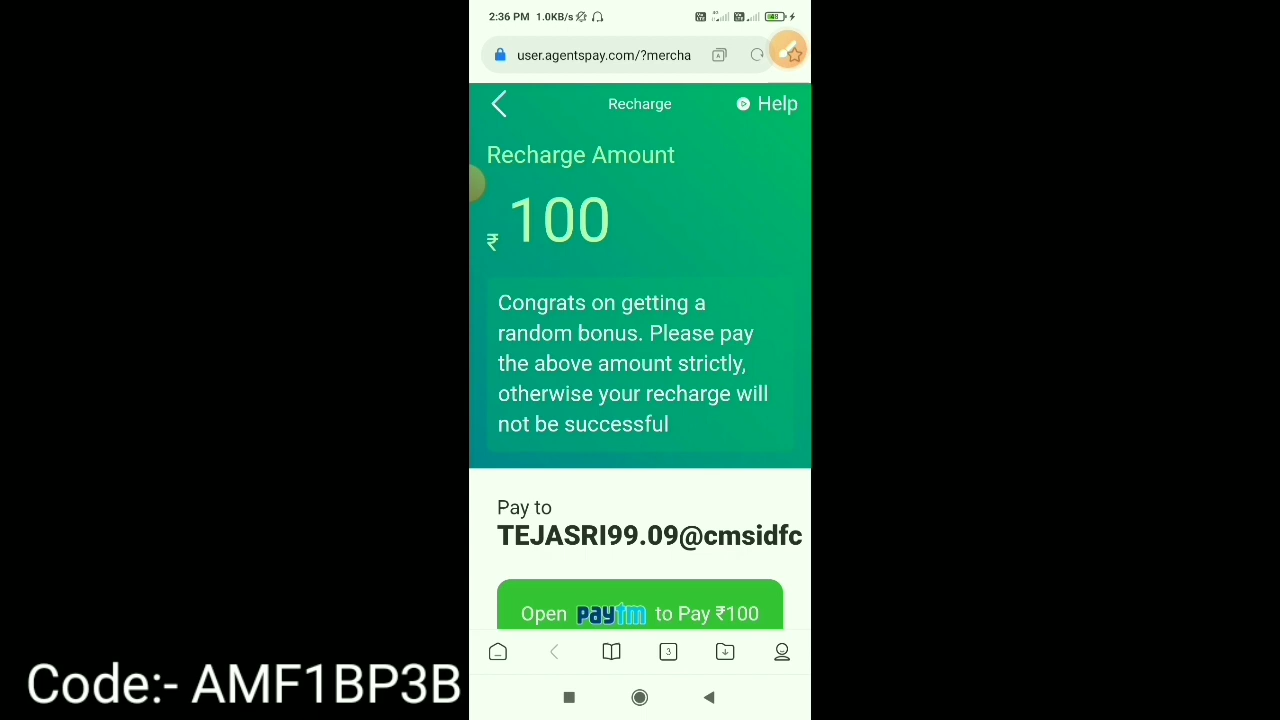 2:36 PM 1.0KB/s
48
user.agentspay.com/?mercha
Recharge
Help
Recharge Amount
₹ 100
Congrats on getting a
random bonus. Please pay
the above amount strictly,
otherwise your recharge will
not be successful
Pay to
TEJASRI99.09@cmsidfc
Open paytm to Pay ₹100
3
Code:- AMF1BP3B